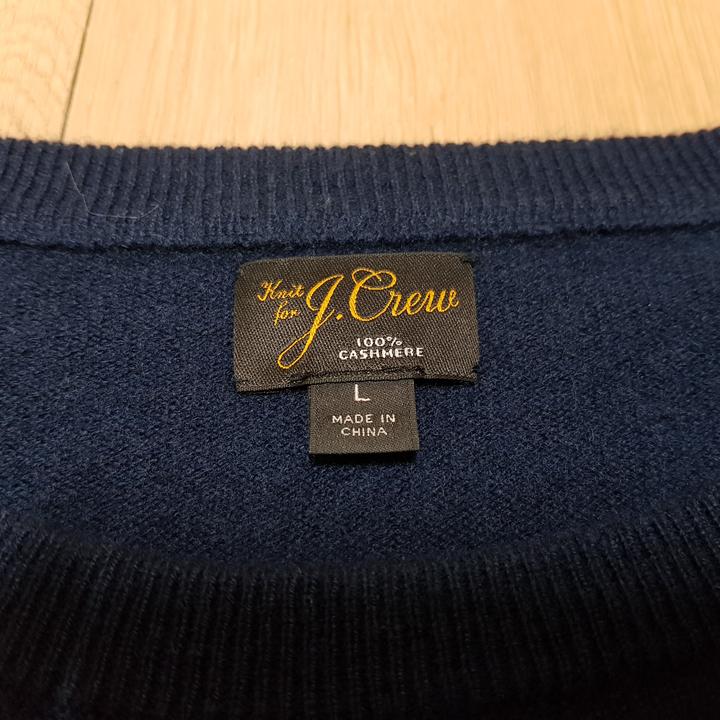 Knit
for J.Crew
100%
CASHMERE
L
MADE IN
CHINA